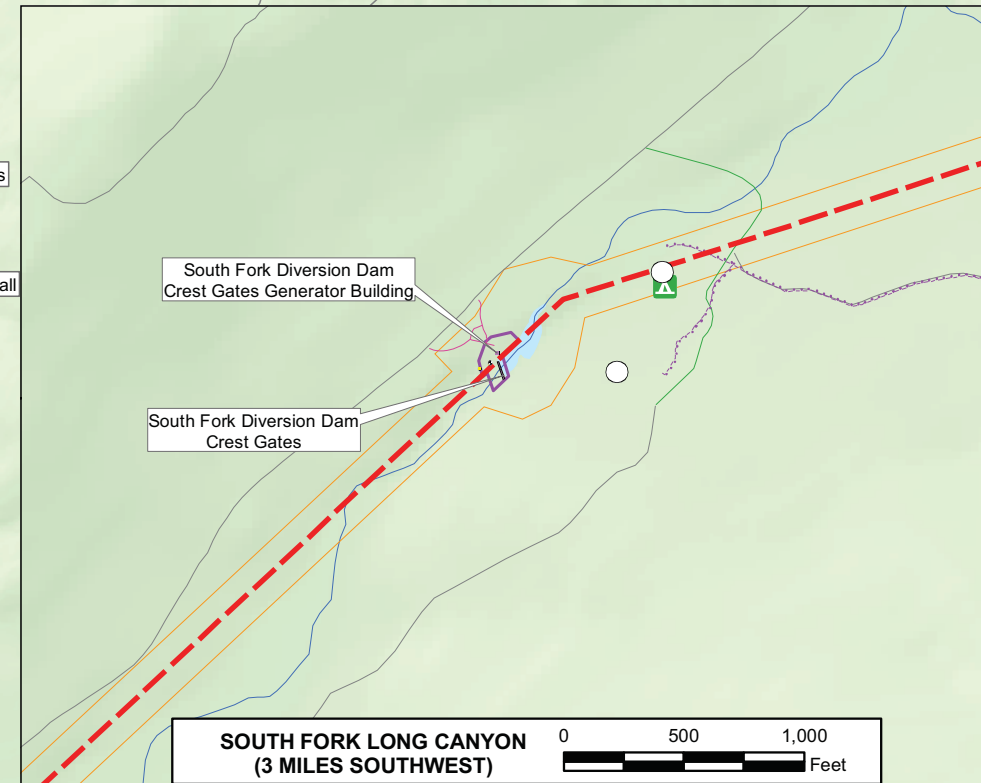 s
all
South Fork Diversion Dam
Crest Gates Generator Building
South Fork Diversion Dam
Crest Gates
SOUTH FORK LONG CANYON
(3 MILES SOUTHWEST)
0 500 1,000
Feet